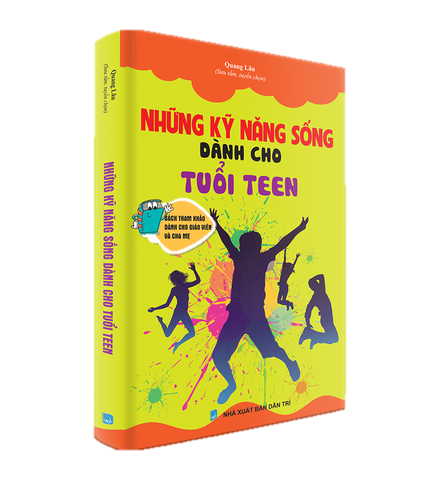 Quang Lân
(Sưu tầm, tuyển chọn)
NHỮNG KỸ NĂNG SỐNG
DÀNH CHO
TUỔI TEEN
SÁCH THAM KHẢO
DÀNH CHO GIÁO VIÊN
VÀ CHA MẸ
NHÀ XUẤT BẢN DÂN TRÍ
Quang Lân
(Sưu tầm, tuyển chọn)
NHỮNG KỸ NĂNG SỐNG DÀNH CHO TUỔI TEEN